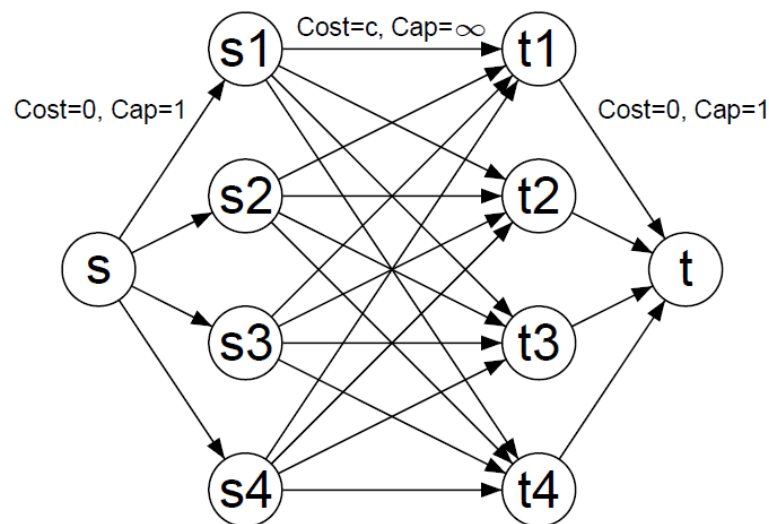 Cost=c, Cap=∞
s1
t1
Cost=0, Cap=1
Cost=0, Cap=1
s2
t2
s
t
s3
t3
s4
t4